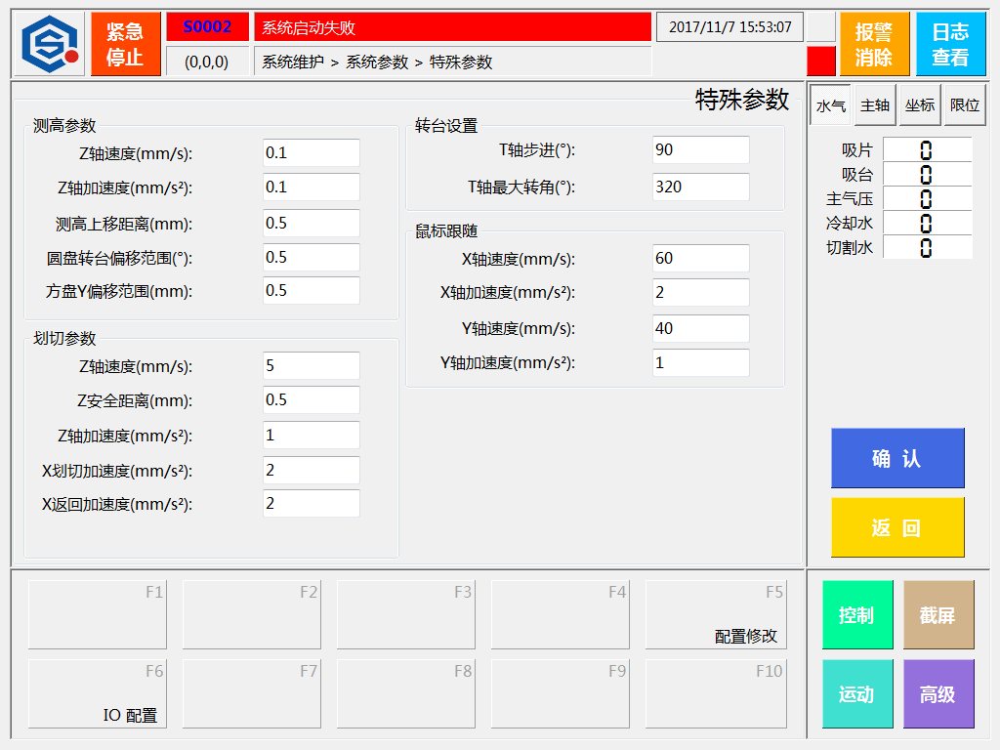 紧急
停止
S0002
系统启动失败
2017/11/7 15:53:07
报警
消除
日志
查看
(0,0,0)
系统维护 > 系统参数 > 特殊参数
特殊参数
水气 主轴 坐标 限位
测高参数
Z轴速度(mm/s): 0.1
Z轴加速度(mm/s²): 0.1
测高上移距离(mm): 0.5
圆盘转台偏移范围(°): 0.5
方盘Y偏移范围(mm): 0.5
划切参数
Z轴速度(mm/s): 5
Z安全距离(mm): 0.5
Z轴加速度(mm/s²): 1
X划切加速度(mm/s²): 2
X返回加速度(mm/s²): 2
转台设置
T轴步进(°): 90
T轴最大转角(°): 320
鼠标跟随
X轴速度(mm/s): 60
X轴加速度(mm/s²): 2
Y轴速度(mm/s): 40
Y轴加速度(mm/s²): 1
吸片 0
吸台 0
主气压 0
冷却水 0
切割水 0
确 认
返 回
F1
F2
F3
F4
F5
配置修改
F6
IO 配置
F7
F8
F9
F10
控制
截屏
运动
高级